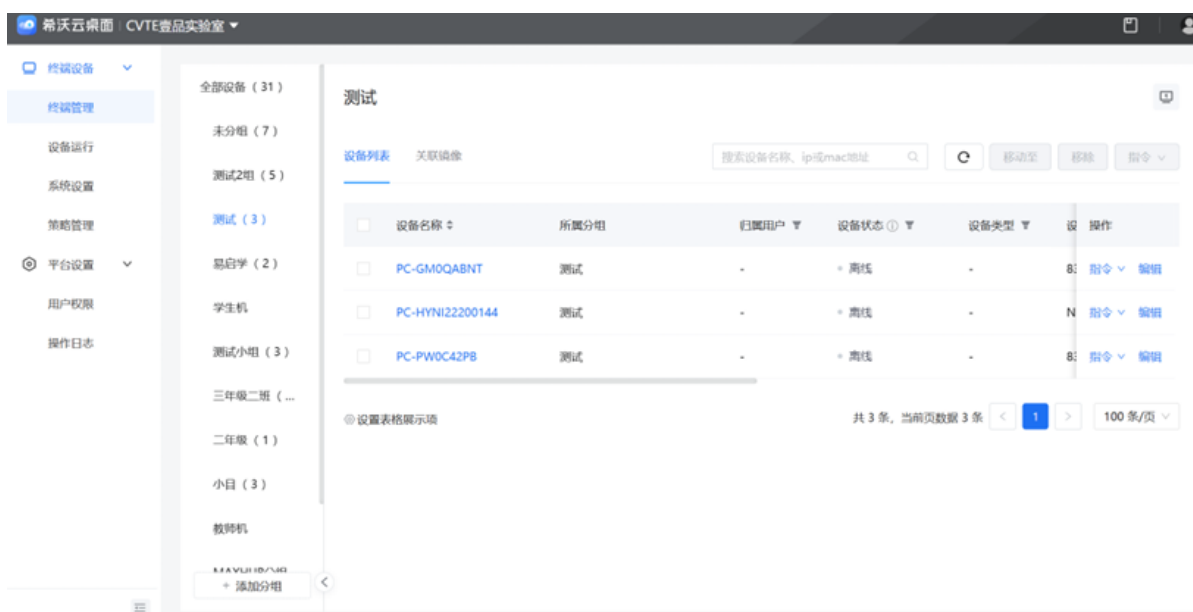 希沃云桌面 CVTE壹品实验室
终端设备
终端管理
设备运行
系统设置
策略管理
平台设置
用户权限
操作日志
全部设备（31）
未分组（7）
测试2组（5）
测试（3）
易启学（2）
学生机
测试小组（3）
三年级二班（...
二年级（1）
小目（3）
教师机
+ 添加分组
测试
设备列表 关联镜像
搜索设备名称、ip或mac地址 移动至 移除 指令
设备名称 所属分组 归属用户 设备状态 设备类型 设 操作
PC-GM0QABNT 测试 - 离线 - 指令 编辑
PC-HYNI22200144 测试 - 离线 - N 指令 编辑
PC-PW0C42PB 测试 - 离线 - 指令 编辑
设置表格展示项 共 3 条，当前页数据 3 条 < 1 > 100 条/页